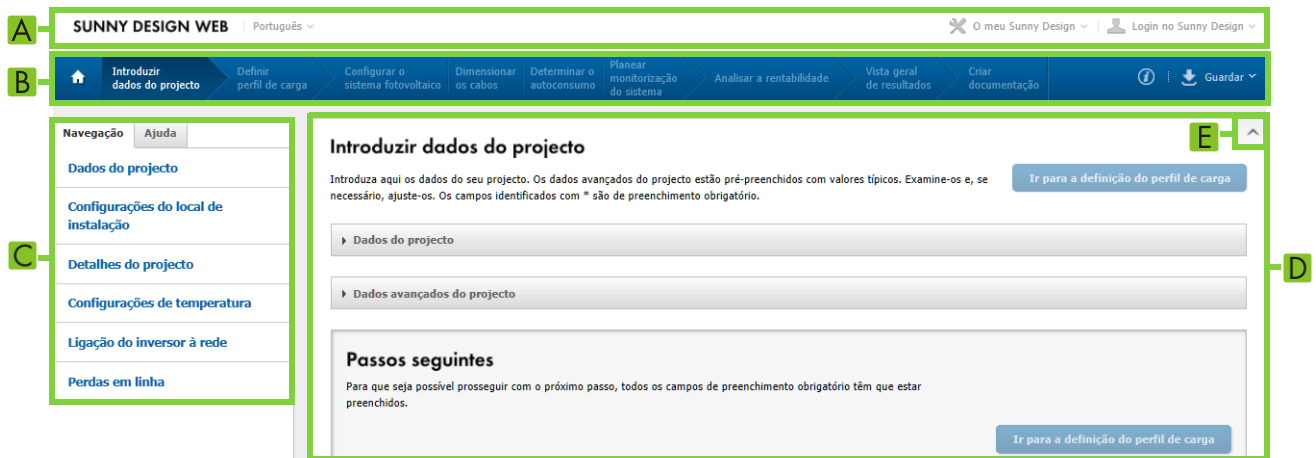 A
SUNNY DESIGN WEB Português
O meu Sunny Design Login no Sunny Design
B
Introduzir
dados do projecto
Definir
perfil de carga
Configurar o
sistema fotovoltaico
Dimensionar
os cabos
Determinar o
autoconsumo
Planear
monitorização
do sistema
Analisar a rentabilidade
Vista geral
de resultados
Criar
documentação
i
Guardar
C
Navegação Ajuda
Dados do projecto
Configurações do local de
instalação
Detalhes do projecto
Configurações de temperatura
Ligação do inversor à rede
Perdas em linha
E
D
Introduzir dados do projecto
Introduza aqui os dados do seu projecto. Os dados avançados do projecto estão pré-preenchidos com valores típicos. Examine-os e, se
necessário, ajuste-os. Os campos identificados com * são de preenchimento obrigatório.
Ir para a definição do perfil de carga
Dados do projecto
Dados avançados do projecto
Passos seguintes
Para que seja possível prosseguir com o próximo passo, todos os campos de preenchimento obrigatório têm que estar
preenchidos.
Ir para a definição do perfil de carga